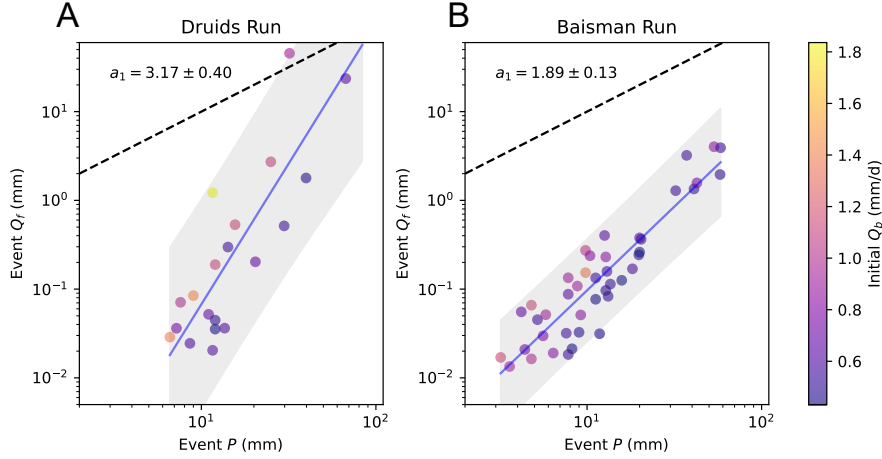 A
Druids Run
a₁ = 3.17 ± 0.40
Event Q_f (mm)
10¹
10⁰
10⁻¹
10⁻²
10¹
10²
Event P (mm)
B
Baisman Run
a₁ = 1.89 ± 0.13
Event Q_f (mm)
10¹
10⁰
10⁻¹
10⁻²
10¹
10²
Event P (mm)
1.8
1.6
1.4
1.2
1.0
0.8
0.6
Initial Q_b (mm/d)